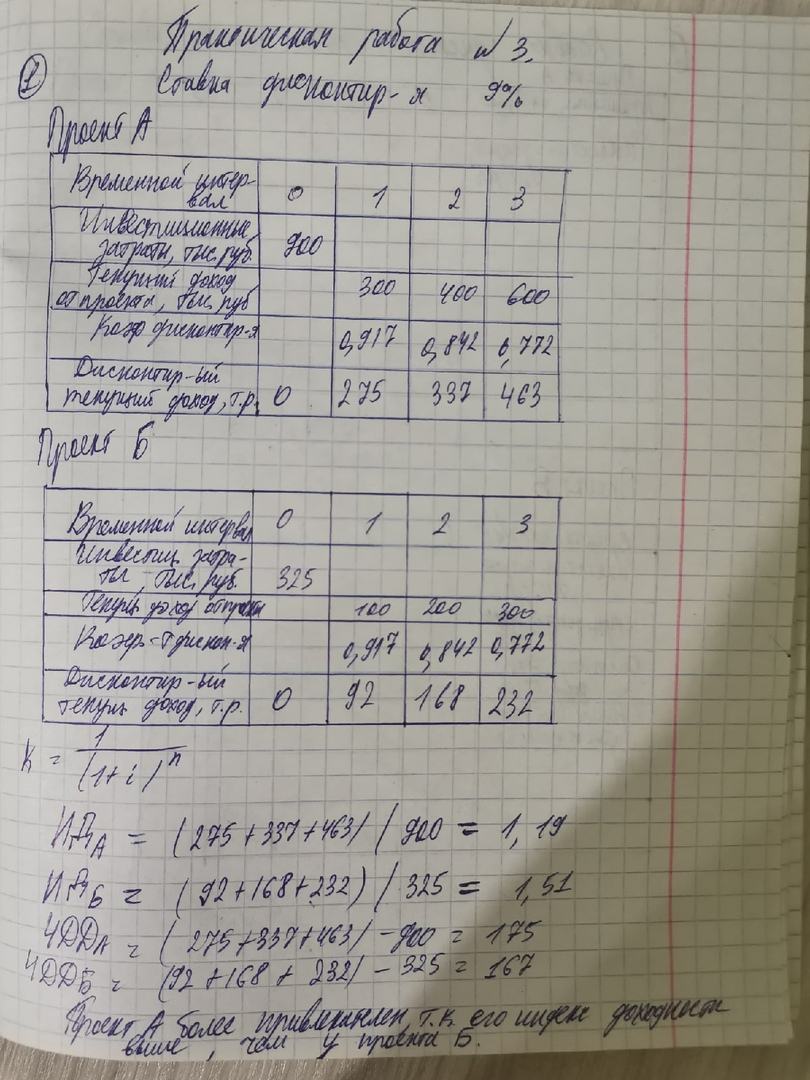 Практическая работа №3.
① Ставка дисконтир-я 9%
Проект А
Временной интер-
вал 0 1 2 3
Инвестиционные
затраты, тыс. руб. 900
Текущий доход
от проекта, тыс. руб 300 400 600
Коэф дисконтир-я 0,917 0,842 0,772
Дисконтир-ый
текущий доход, т.р. 0 275 337 463
Проект Б
Временной интервал 0 1 2 3
Инвестиц. затра-
ты, тыс. руб. 325
Текущ. доход от проекта 100 200 300
Коэф-т дискон-я 0,917 0,842 0,772
Дисконтир-ый
текущ. доход, т.р. 0 92 168 232
K = 1/(1+i)^n
ИДА = (275+337+463) / 900 = 1,19
ИДБ = (92+168+232) / 325 = 1,51
ЧДДА = (275+337+463) - 900 = 175
ЧДДБ = (92+168+232) - 325 = 167
Проект А более привлекателен, т.к. его индекс доходности
выше, чем у проекта Б.